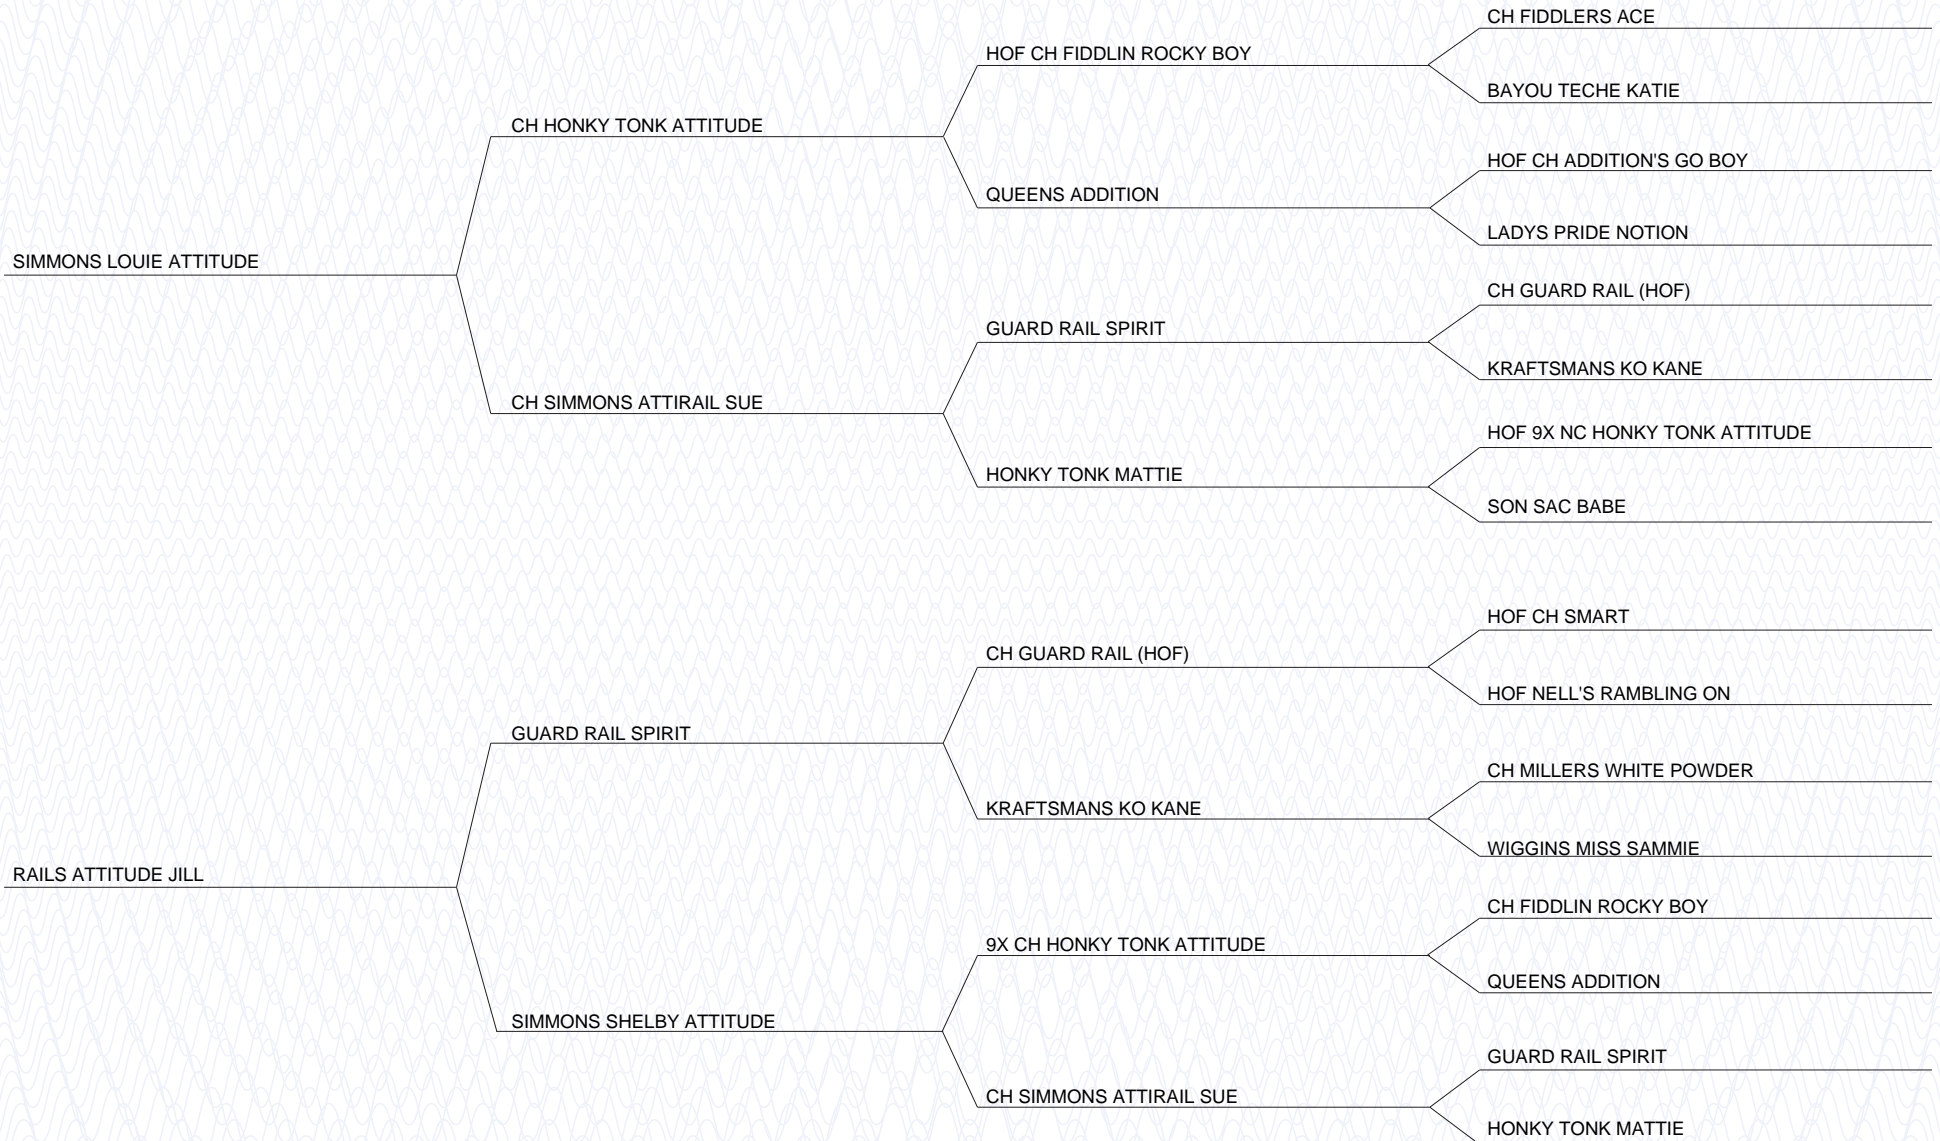 CH FIDDLERS ACE
HOF CH FIDDLIN ROCKY BOY
BAYOU TECHE KATIE
CH HONKY TONK ATTITUDE
HOF CH ADDITION'S GO BOY
QUEENS ADDITION
LADYS PRIDE NOTION
SIMMONS LOUIE ATTITUDE
CH GUARD RAIL (HOF)
GUARD RAIL SPIRIT
KRAFTSMANS KO KANE
CH SIMMONS ATTIRAIL SUE
HOF 9X NC HONKY TONK ATTITUDE
HONKY TONK MATTIE
SON SAC BABE
HOF CH SMART
CH GUARD RAIL (HOF)
HOF NELL'S RAMBLING ON
GUARD RAIL SPIRIT
CH MILLERS WHITE POWDER
KRAFTSMANS KO KANE
WIGGINS MISS SAMMIE
RAILS ATTITUDE JILL
CH FIDDLIN ROCKY BOY
9X CH HONKY TONK ATTITUDE
QUEENS ADDITION
SIMMONS SHELBY ATTITUDE
GUARD RAIL SPIRIT
CH SIMMONS ATTIRAIL SUE
HONKY TONK MATTIE